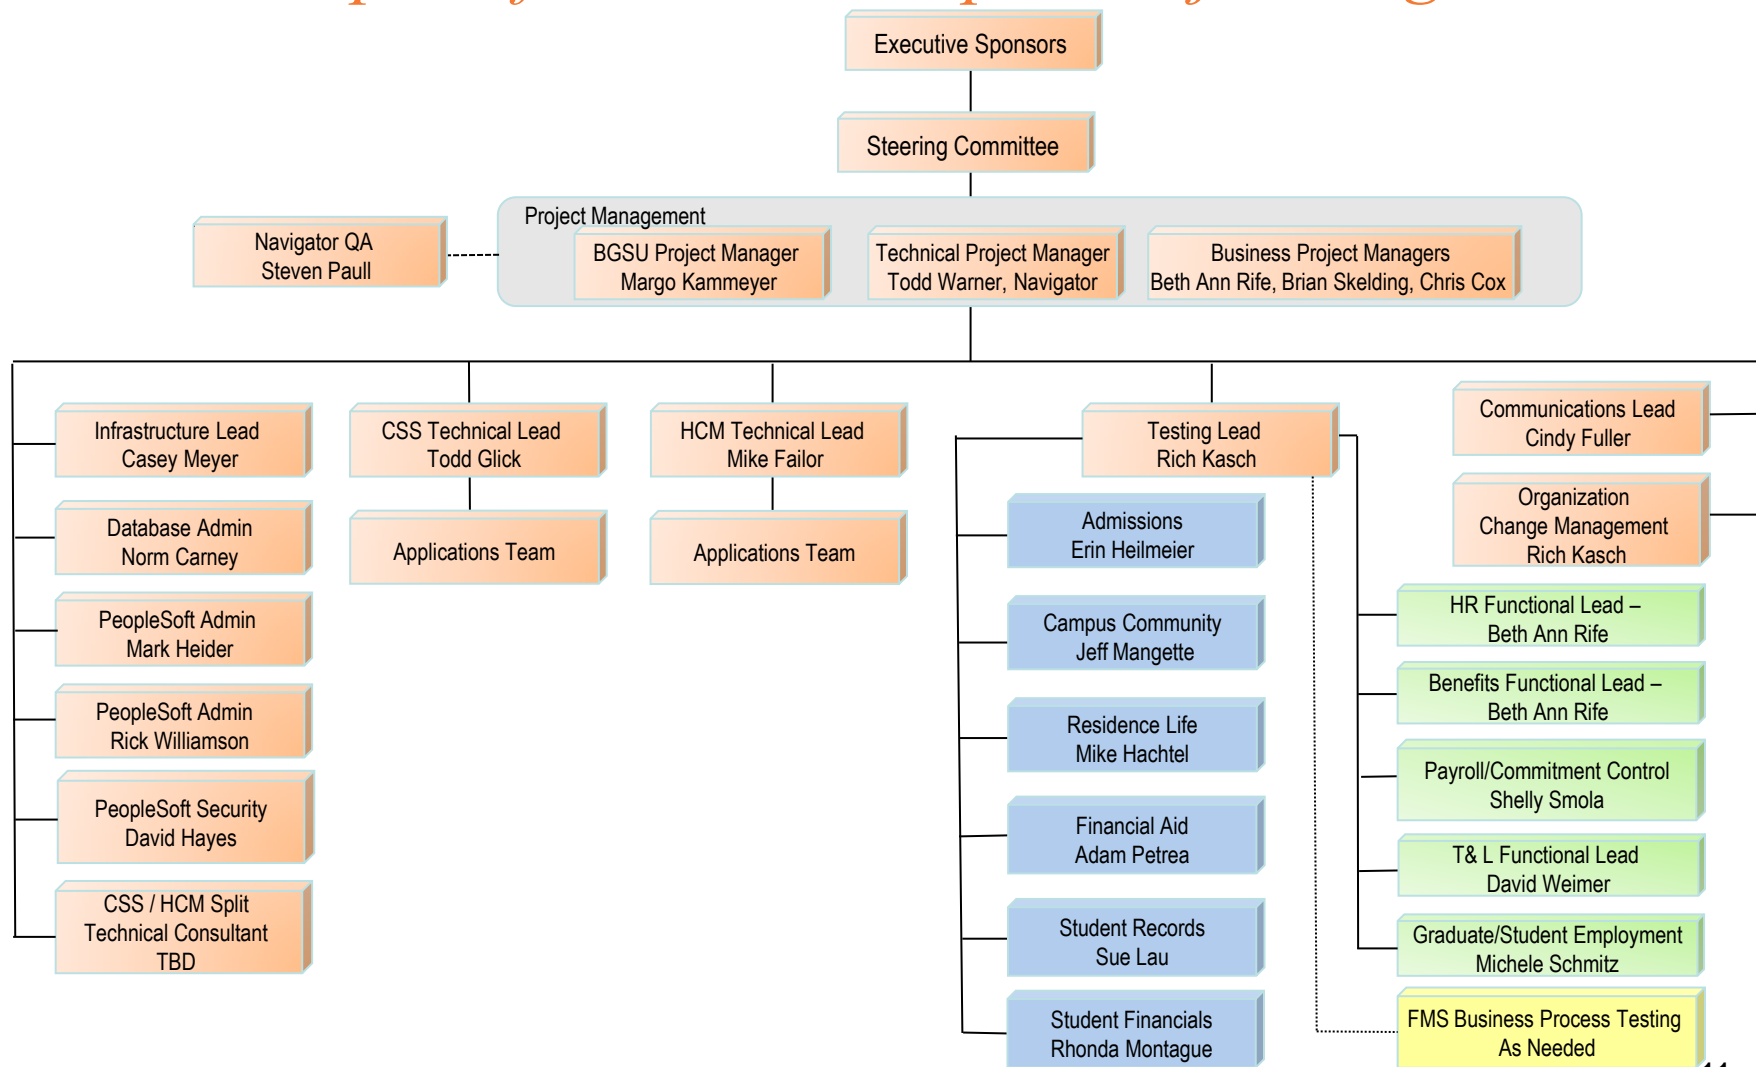 Executive Sponsors
Steering Committee
Project Management
Navigator QA
Steven Paull
BGSU Project Manager
Margo Kammeyer
Technical Project Manager
Todd Warner, Navigator
Business Project Managers
Beth Ann Rife, Brian Skelding, Chris Cox
Infrastructure Lead
Casey Meyer
Database Admin
Norm Carney
PeopleSoft Admin
Mark Heider
PeopleSoft Admin
Rick Williamson
PeopleSoft Security
David Hayes
CSS / HCM Split
Technical Consultant
TBD
CSS Technical Lead
Todd Glick
Applications Team
HCM Technical Lead
Mike Failor
Applications Team
Testing Lead
Rich Kasch
Admissions
Erin Heilmeier
Campus Community
Jeff Mangette
Residence Life
Mike Hachtel
Financial Aid
Adam Petrea
Student Records
Sue Lau
Student Financials
Rhonda Montague
Communications Lead
Cindy Fuller
Organization
Change Management
Rich Kasch
HR Functional Lead –
Beth Ann Rife
Benefits Functional Lead –
Beth Ann Rife
Payroll/Commitment Control
Shelly Smola
T& L Functional Lead
David Weimer
Graduate/Student Employment
Michele Schmitz
FMS Business Process Testing
As Needed